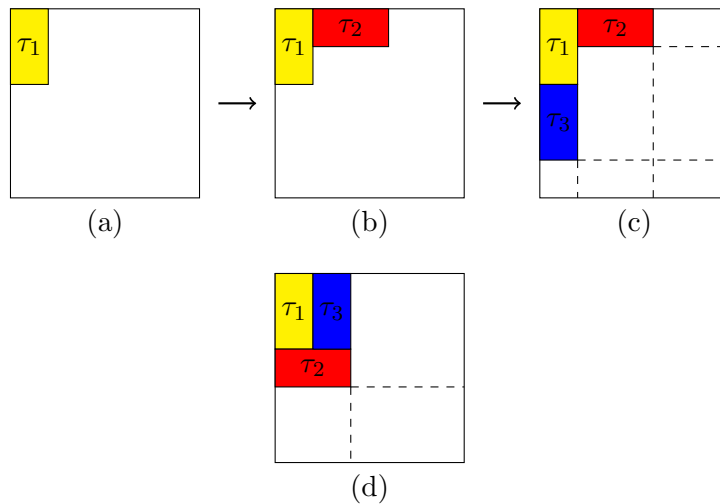 τ₁
(a)
τ₁ τ₂
(b)
τ₁ τ₂
τ₃
(c)
τ₁ τ₃
τ₂
(d)